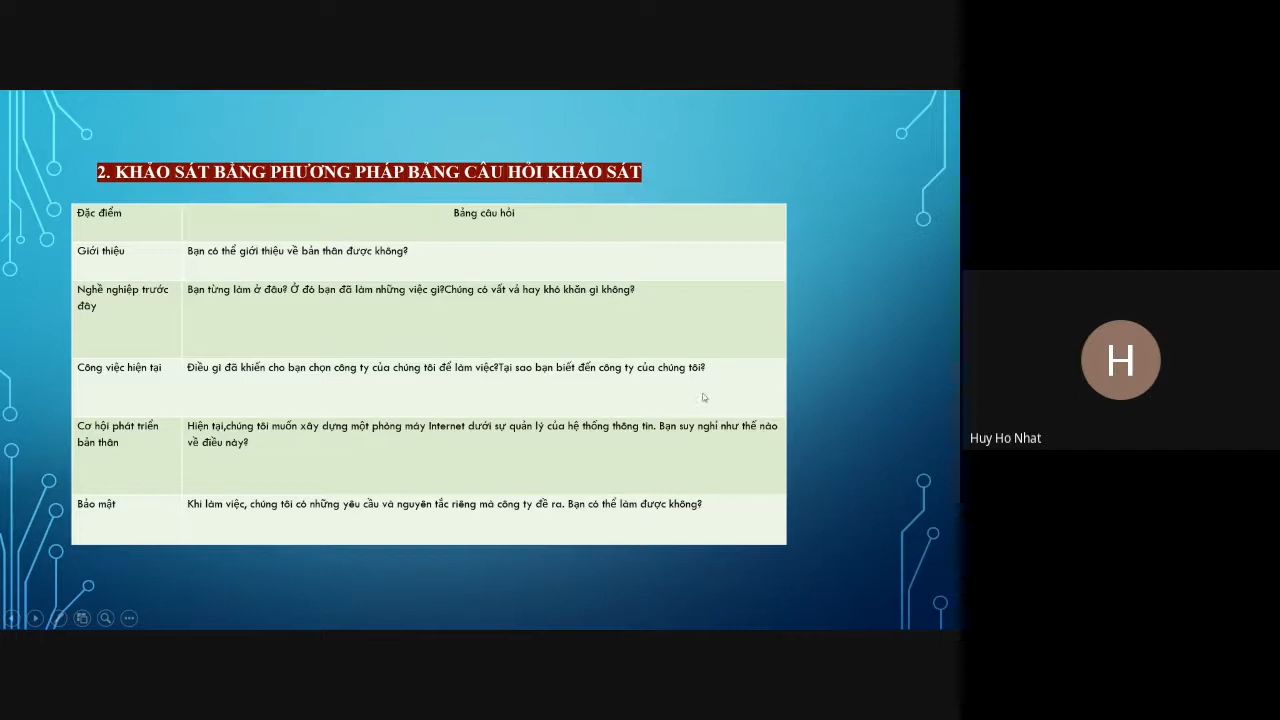 2. KHẢO SÁT BẰNG PHƯƠNG PHÁP BẢNG CÂU HỎI KHẢO SÁT
Đặc điểm
Bảng câu hỏi
Giới thiệu
Bạn có thể giới thiệu về bản thân được không?
Nghề nghiệp trước
đây
Bạn từng làm ở đâu? Ở đó bạn đã làm những việc gì?Chúng có vất vả hay khó khăn gì không?
Công việc hiện tại
Điều gì đã khiến cho bạn chọn công ty của chúng tôi để làm việc?Tại sao bạn biết đến công ty của chúng tôi?
Cơ hội phát triển
bản thân
Hiện tại,chúng tôi muốn xây dựng một phòng máy Internet dưới sự quản lý của hệ thống thông tin. Bạn suy nghỉ như thế nào
về điều này?
Bảo mật
Khi làm việc, chúng tôi có những yêu cầu và nguyên tắc riêng mà công ty đề ra. Bạn có thể làm được không?
H
Huy Ho Nhat